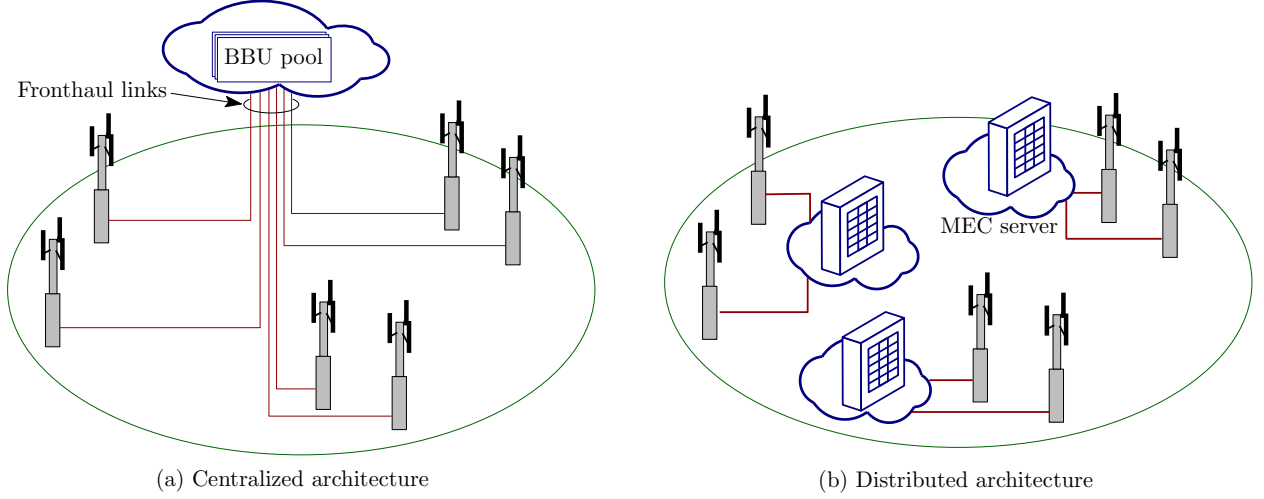 BBU pool
Fronthaul links
MEC server
(a) Centralized architecture
(b) Distributed architecture